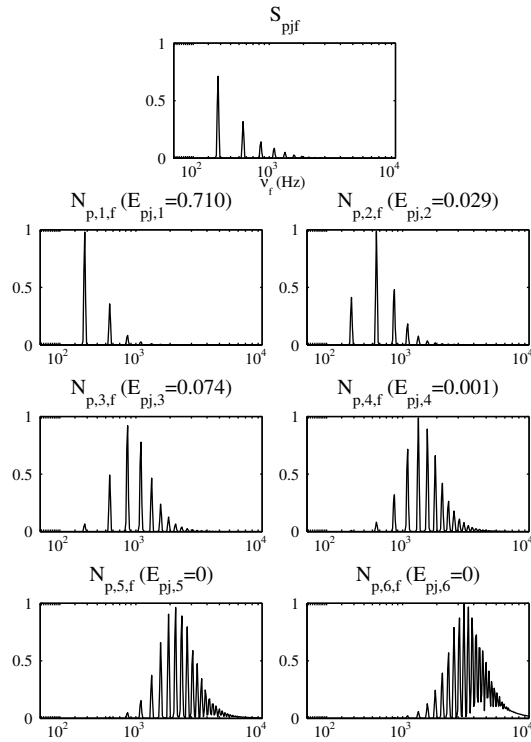 S_pjf
1
0.5
0
10^2 10^3 10^4
ν_f (Hz)
N_p,1,f (E_pj,1=0.710) N_p,2,f (E_pj,2=0.029)
1 1
0.5 0.5
0 0
10^2 10^3 10^4 10^2 10^3 10^4
N_p,3,f (E_pj,3=0.074) N_p,4,f (E_pj,4=0.001)
1 1
0.5 0.5
0 0
10^2 10^3 10^4 10^2 10^3 10^4
N_p,5,f (E_pj,5=0) N_p,6,f (E_pj,6=0)
1 1
0.5 0.5
0 0
10^2 10^3 10^4 10^2 10^3 10^4